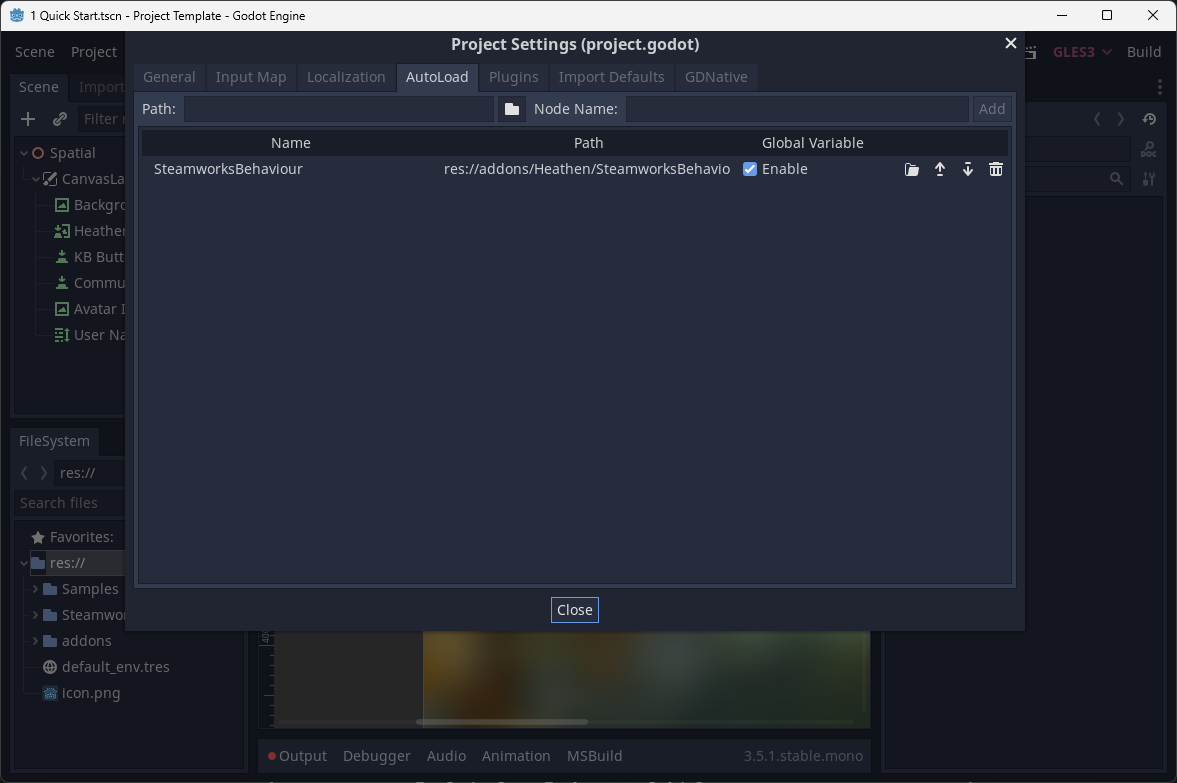 1 Quick Start.tscn - Project Template - Godot Engine
Scene Project
Project Settings (project.godot)
GLES3 Build
Scene Import
General Input Map Localization AutoLoad Plugins Import Defaults GDNative
Filter
Path: Node Name: Add
Name Path Global Variable
Spatial
SteamworksBehaviour res://addons/Heathen/SteamworksBehavio Enable
CanvasLa
Backgro
Heathen
KB Butt
Commu
Avatar I
User Na
FileSystem
res://
Search files
Favorites:
res://
Samples
Steamwor
addons
default_env.tres
icon.png
Close
Output Debugger Audio Animation MSBuild 3.5.1.stable.mono